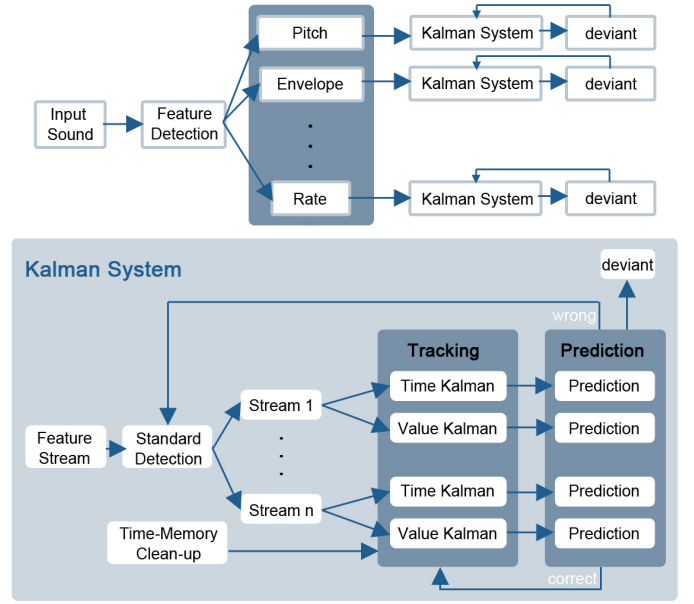 Pitch
Kalman System
deviant
Envelope
Kalman System
deviant
Input
Sound
Feature
Detection
Rate
Kalman System
deviant
Kalman System
deviant
wrong
Tracking
Prediction
Time Kalman
Prediction
Stream 1
Value Kalman
Prediction
Feature
Stream
Standard
Detection
Time Kalman
Prediction
Stream n
Value Kalman
Prediction
Time-Memory
Clean-up
correct